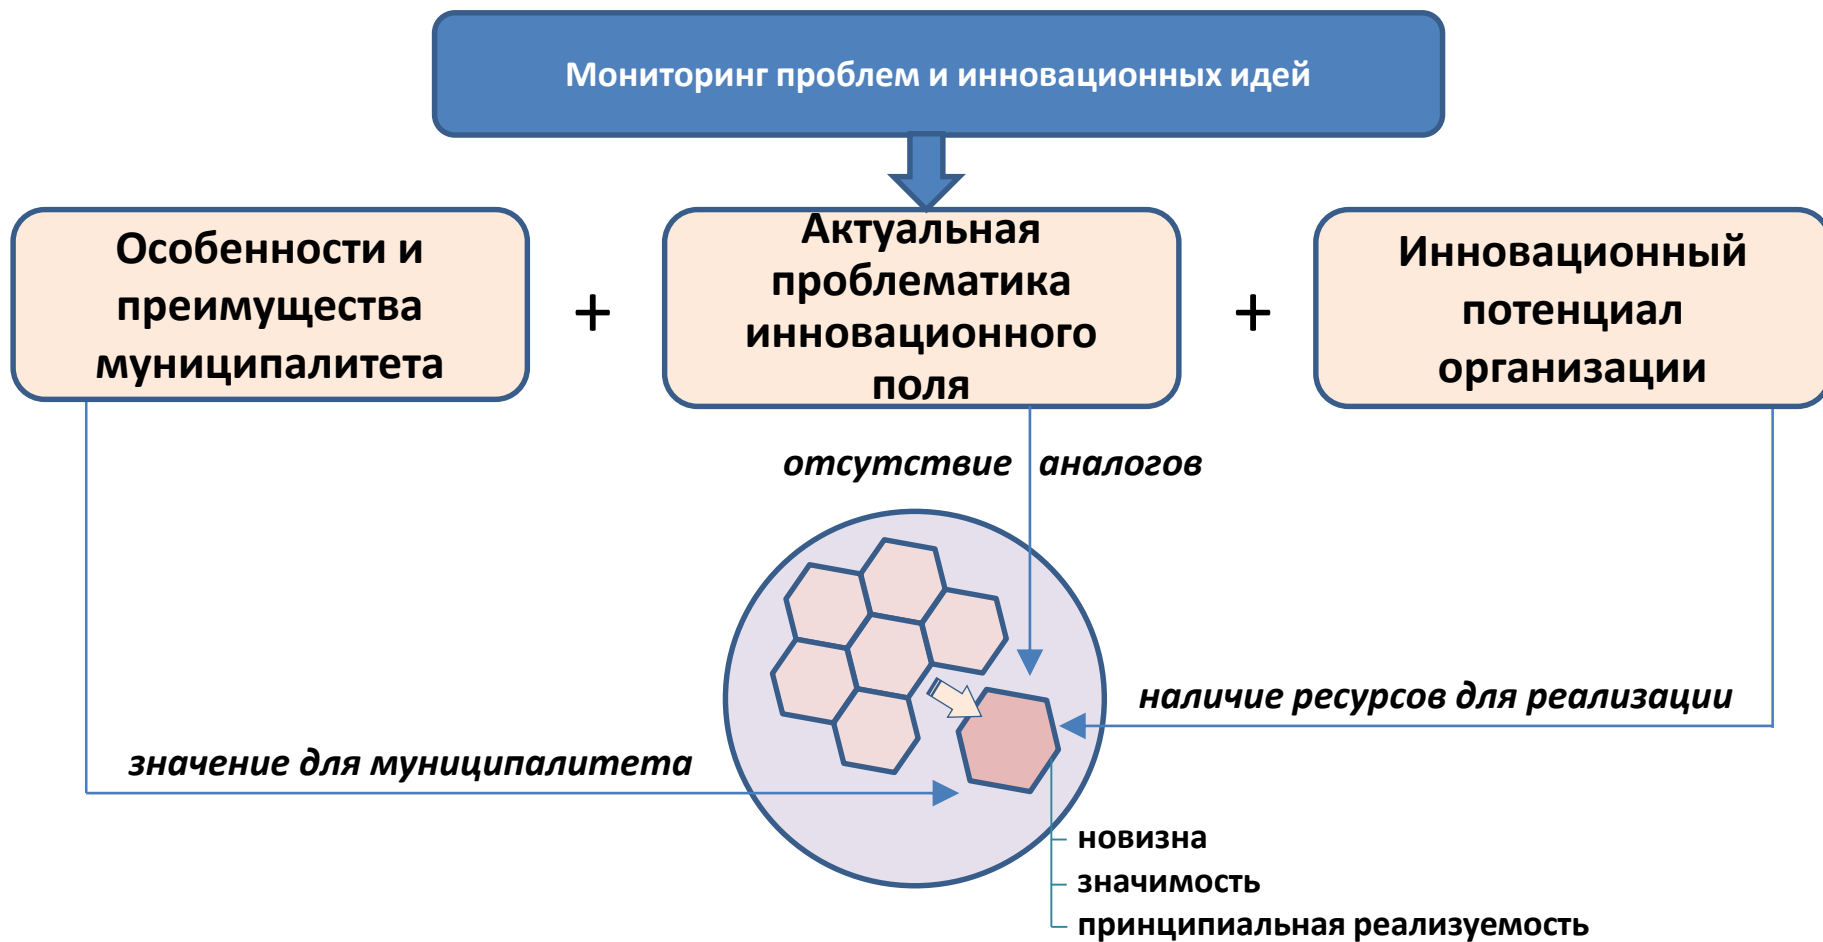 Мониторинг проблем и инновационных идей
Особенности и
преимущества
муниципалитета
+
Актуальная
проблематика
инновационного
поля
+
Инновационный
потенциал
организации
отсутствие аналогов
наличие ресурсов для реализации
значение для муниципалитета
новизна
значимость
принципиальная реализуемость